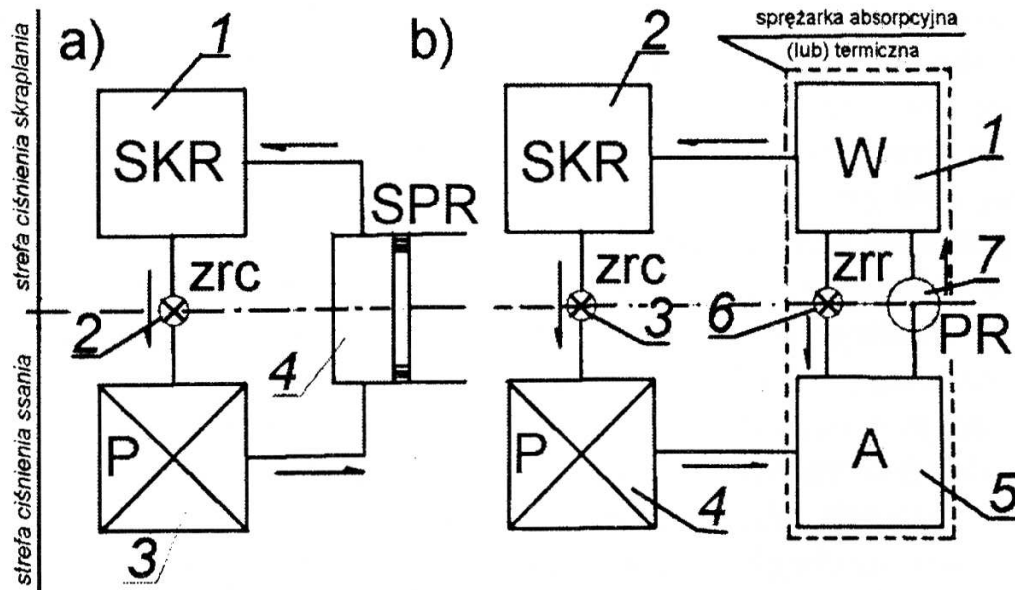 strefa ciśnienia skraplania
strefa ciśnienia ssania
a)
1
SKR
SPR
zrc
2
4
P
3
b)
2
SKR
zrc
3
P
4
sprężarka absorpcyjna
(lub) termiczna
W
1
zrr
7
6
PR
A
5